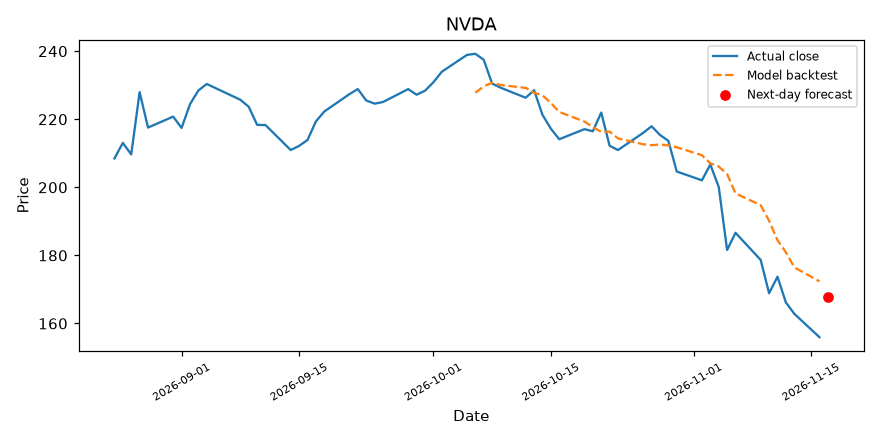 NVDA
Actual close
Model backtest
Next-day forecast
240
220
200
180
160
Price
2026-09-01
2026-09-15
2026-10-01
2026-10-15
2026-11-01
2026-11-15
Date